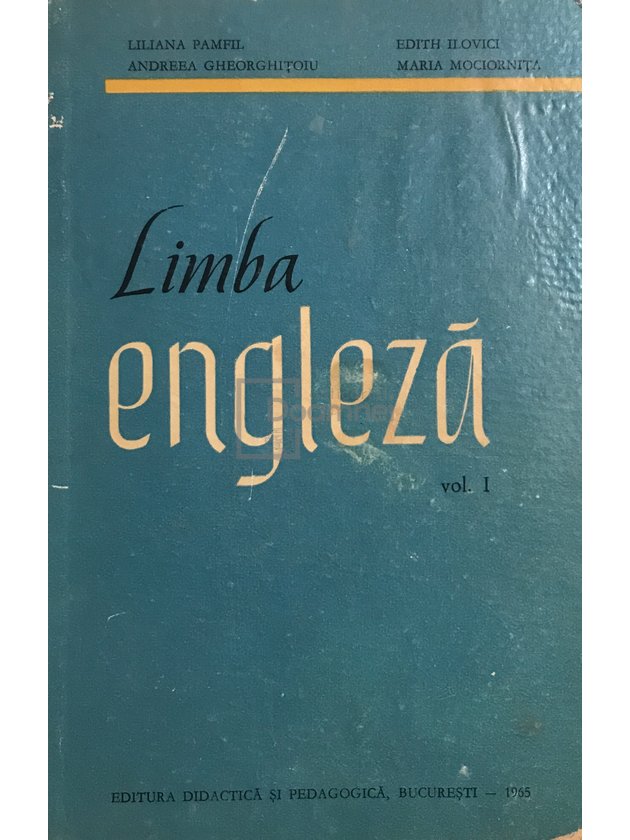 LILIANA PAMFIL
ANDREEA GHEORGHIȚOIU
EDITH ILOVICI
MARIA MOCIORNIȚA
Limba
engleză
vol. I
EDITURA DIDACTICĂ ȘI PEDAGOGICĂ, BUCUREȘTI — 1965